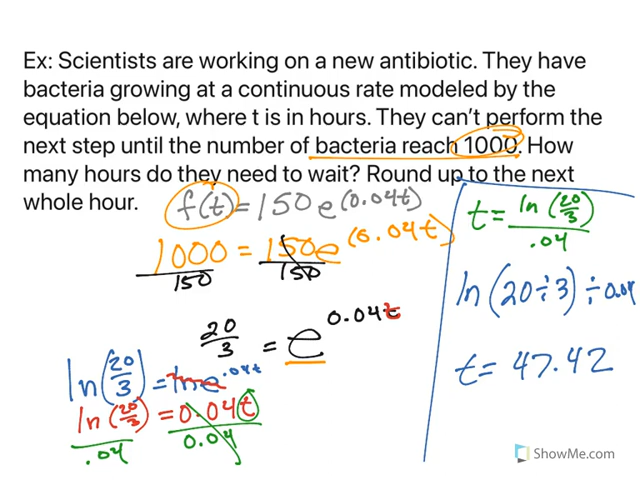 Ex: Scientists are working on a new antibiotic. They have
bacteria growing at a continuous rate modeled by the
equation below, where t is in hours. They can't perform the
next step until the number of bacteria reach 1000. How
many hours do they need to wait? Round up to the next
whole hour.
f(t) = 150e^(0.04t)
1000 = 150e^(0.04t)
150 150
20/3 = e^0.04t
ln(20/3) = ln e^.04t
ln(20/3) = 0.04t
.04 0.04
t = ln(20/3)
.04
ln(20÷3)÷0.04
t = 47.42
ShowMe.com